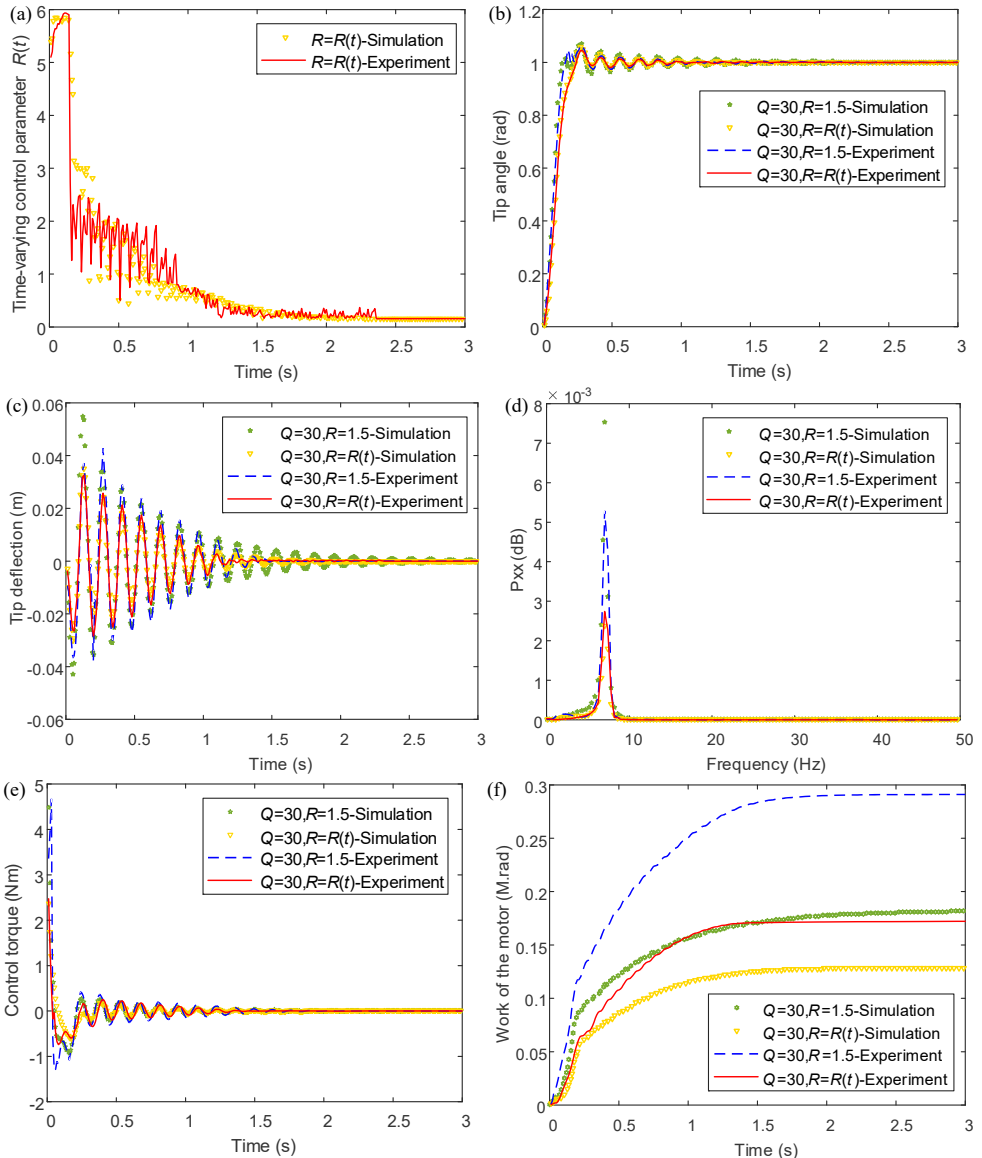 (a)
Time-varying control parameter R(t)
6
5
4
3
2
1
0
R=R(t)-Simulation
R=R(t)-Experiment
0 0.5 1 1.5 2 2.5 3
Time (s)
(b)
Tip angle (rad)
1.2
1.0
0.8
0.6
0.4
0.2
0
Q=30,R=1.5-Simulation
Q=30,R=R(t)-Simulation
Q=30,R=1.5-Experiment
Q=30,R=R(t)-Experiment
0 0.5 1 1.5 2 2.5 3
Time (s)
(c)
Tip deflection (m)
0.06
0.04
0.02
0
-0.02
-0.04
-0.06
Q=30,R=1.5-Simulation
Q=30,R=R(t)-Simulation
Q=30,R=1.5-Experiment
Q=30,R=R(t)-Experiment
0 0.5 1 1.5 2 2.5 3
Time (s)
(d)
× 10⁻³
Pxx (dB)
8
7
6
5
4
3
2
1
0
Q=30,R=1.5-Simulation
Q=30,R=R(t)-Simulation
Q=30,R=1.5-Experiment
Q=30,R=R(t)-Experiment
0 10 20 30 40 50
Frequency (Hz)
(e)
Control torque (Nm)
5
4
3
2
1
0
-1
-2
Q=30,R=1.5-Simulation
Q=30,R=R(t)-Simulation
Q=30,R=1.5-Experiment
Q=30,R=R(t)-Experiment
0 0.5 1 1.5 2 2.5 3
Time (s)
(f)
Work of the motor (M.rad)
0.3
0.25
0.2
0.15
0.1
0.05
0
Q=30,R=1.5-Simulation
Q=30,R=R(t)-Simulation
Q=30,R=1.5-Experiment
Q=30,R=R(t)-Experiment
0 0.5 1 1.5 2 2.5 3
Time (s)